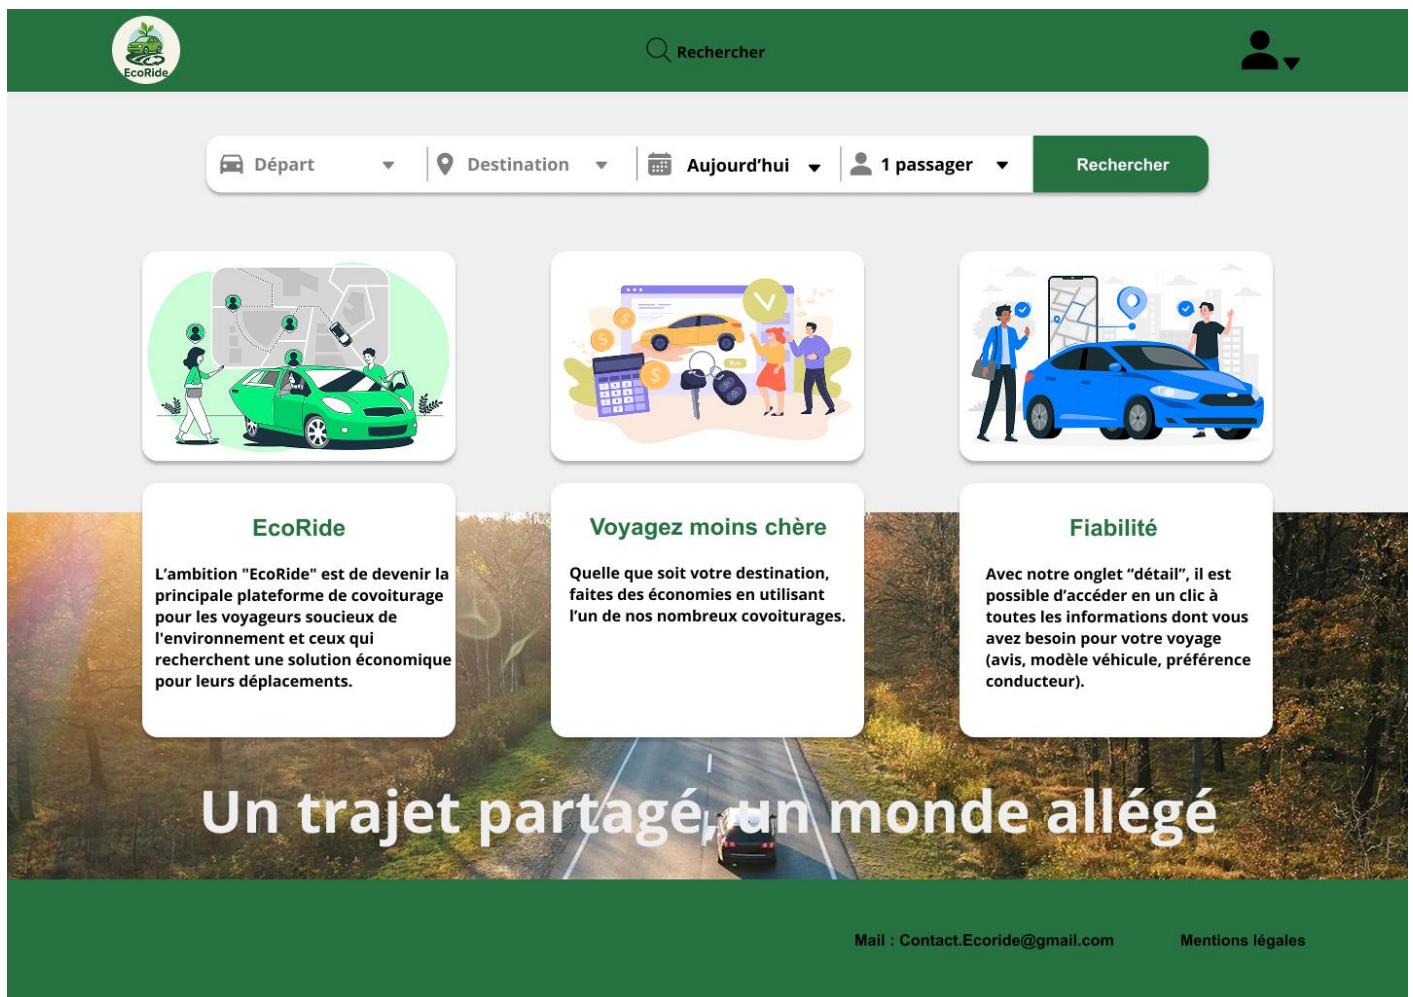 EcoRide
Rechercher
Départ
Destination
Aujourd'hui
1 passager
Rechercher
EcoRide
L’ambition "EcoRide" est de devenir la
principale plateforme de covoiturage
pour les voyageurs soucieux de
l'environnement et ceux qui
recherchent une solution économique
pour leurs déplacements.
Voyagez moins chère
Quelle que soit votre destination,
faites des économies en utilisant
l’un de nos nombreux covoiturages.
Fiabilité
Avec notre onglet “détail”, il est
possible d’accéder en un clic à
toutes les informations dont vous
avez besoin pour votre voyage
(avis, modèle véhicule, préférence
conducteur).
Un trajet partagé, un monde allégé
Mail : Contact.Ecoride@gmail.com
Mentions légales